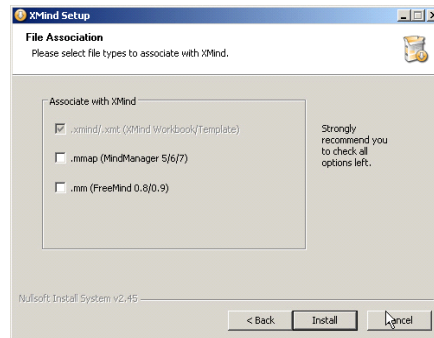 XMind Setup
File Association
Please select file types to associate with XMind.
Associate with XMind
.xmind/.xmt (XMind Workbook/Template)
.mmap (MindManager 5/6/7)
.mm (FreeMind 0.8/0.9)
Strongly
recommend you
to check all
options left.
Nullsoft Install System v2.45
< Back
Install
Cancel